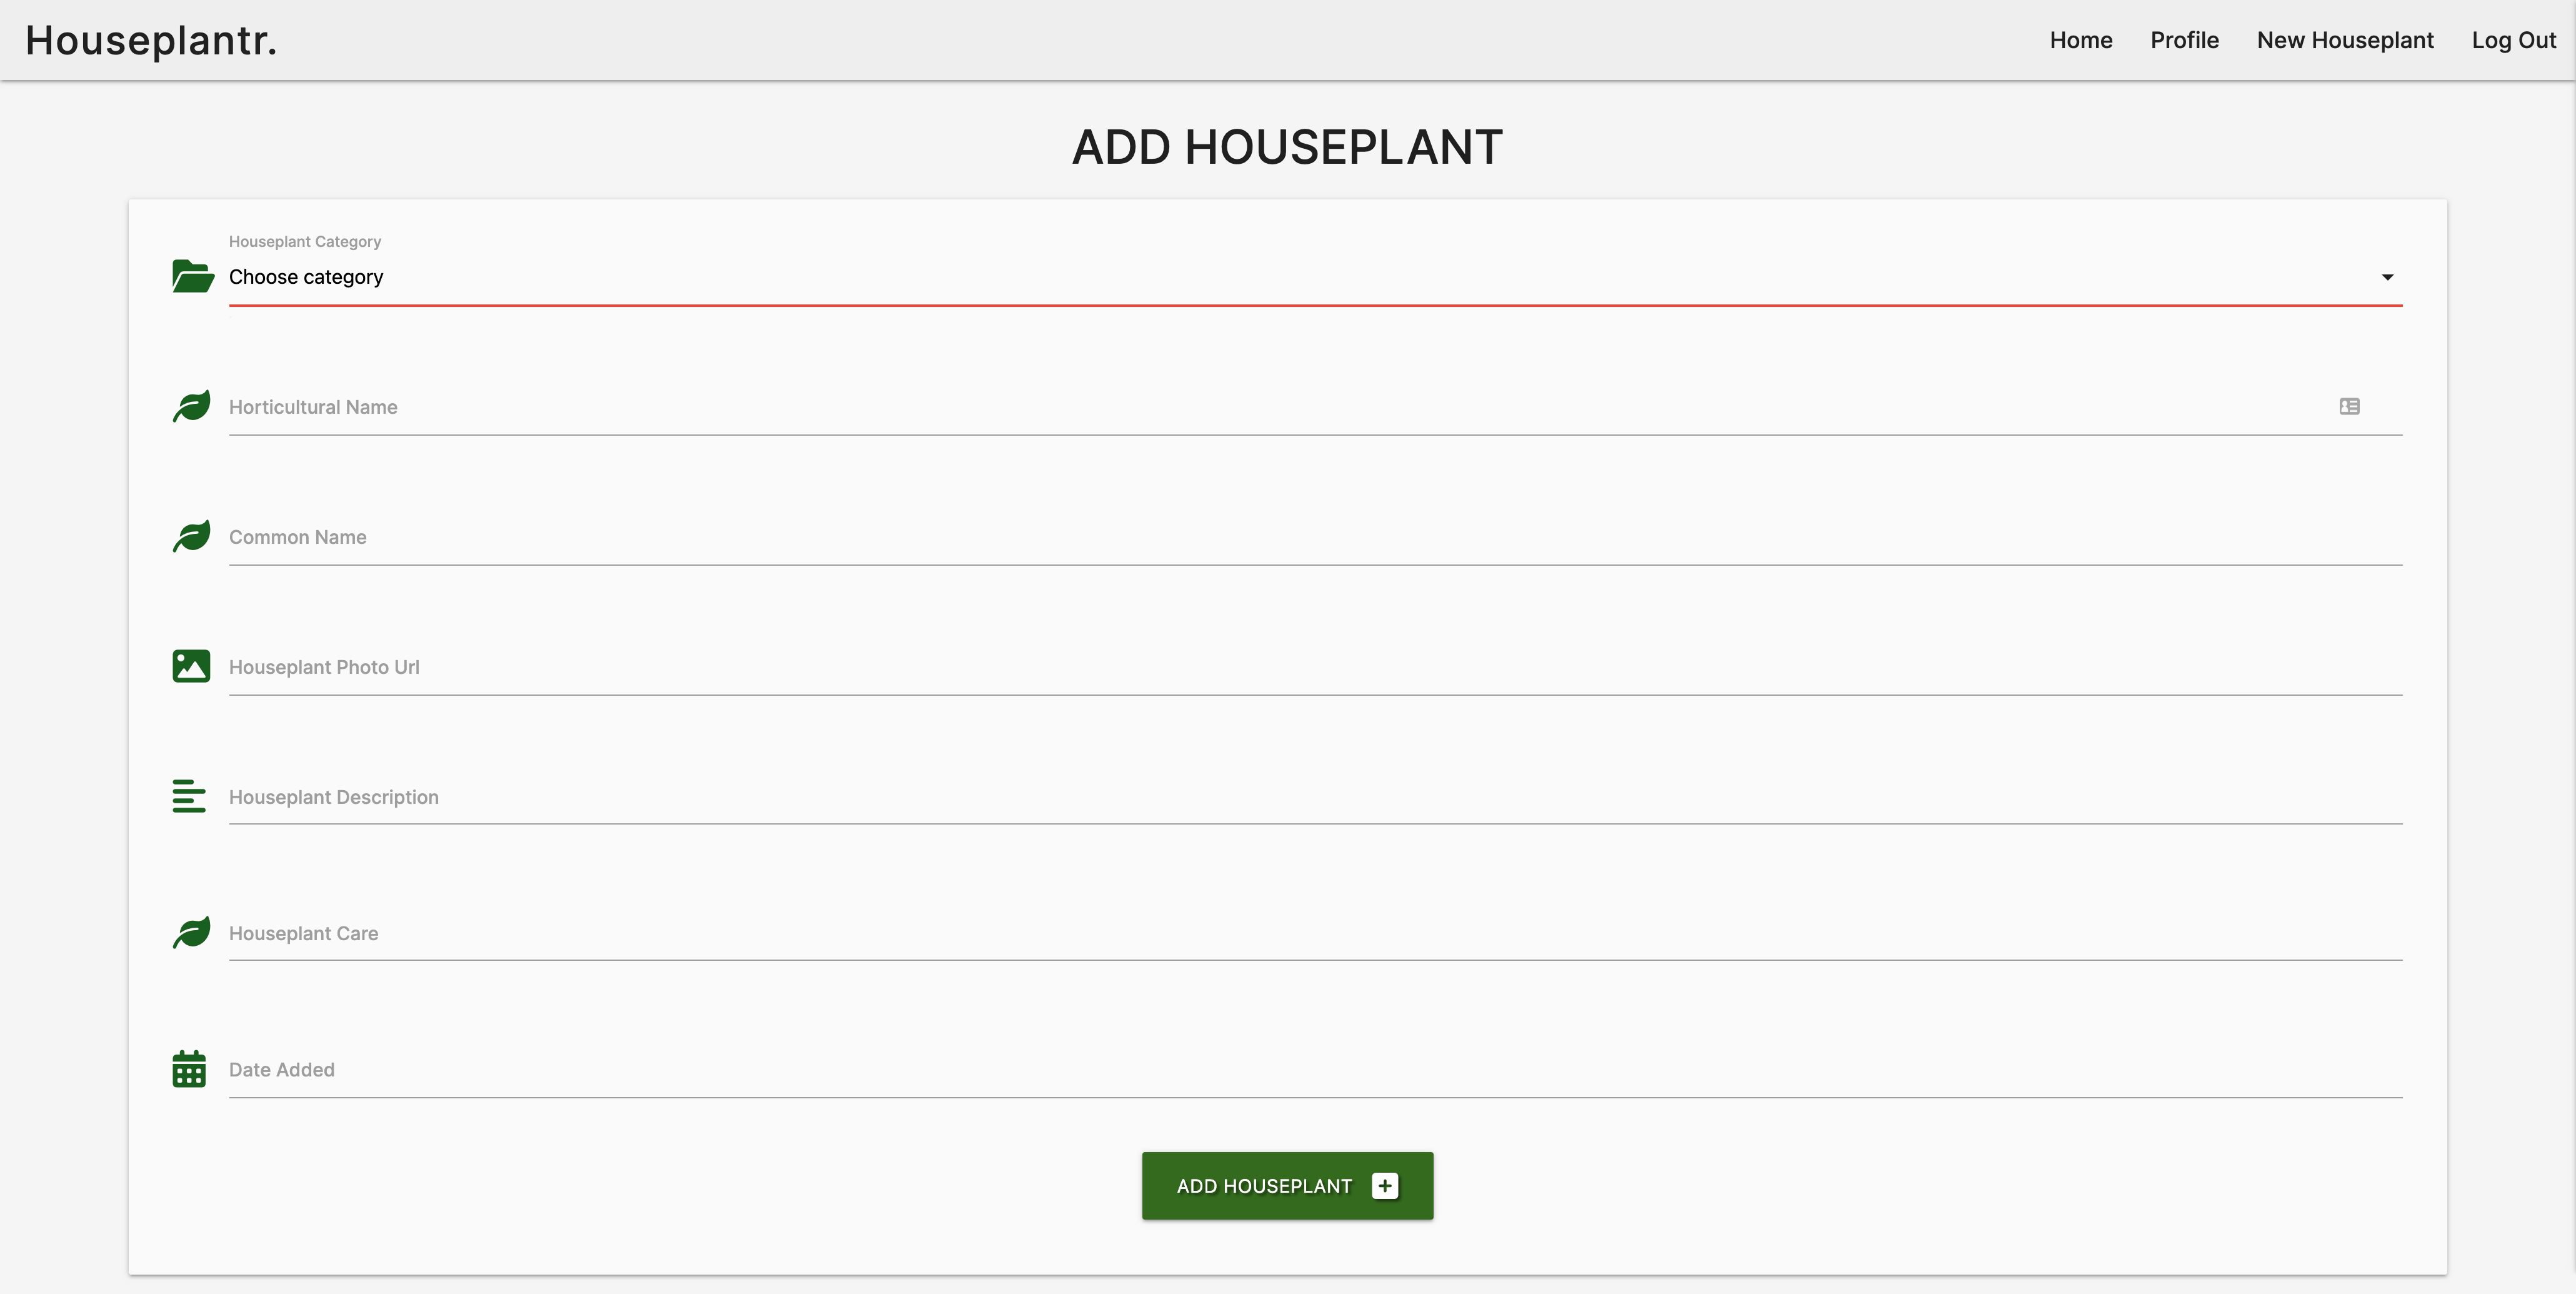 Houseplantr.
Home Profile New Houseplant Log Out
ADD HOUSEPLANT
Houseplant Category
Choose category
Horticultural Name
Common Name
Houseplant Photo Url
Houseplant Description
Houseplant Care
Date Added
ADD HOUSEPLANT